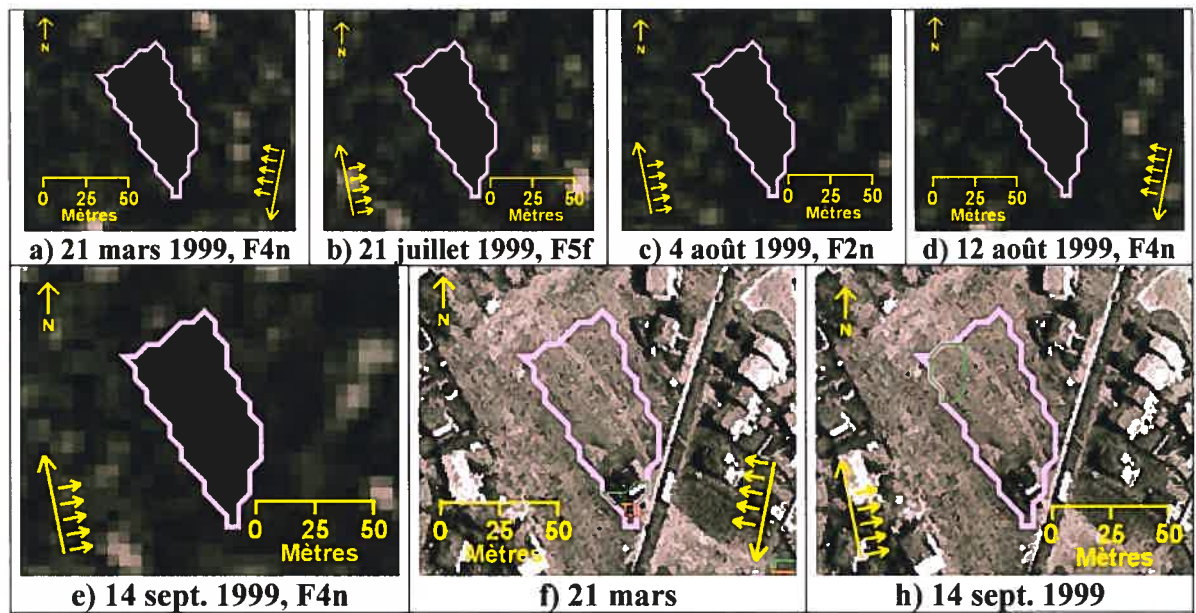 N
0 25 50
Mètres
a) 21 mars 1999, F4n
N
0 25 50
Mètres
b) 21 juillet 1999, F5f
N
0 25 50
Mètres
c) 4 août 1999, F2n
N
0 25 50
Mètres
d) 12 août 1999, F4n
N
0 25 50
Mètres
e) 14 sept. 1999, F4n
N
0 25 50
Mètres
f) 21 mars
N
0 25 50
Mètres
h) 14 sept. 1999